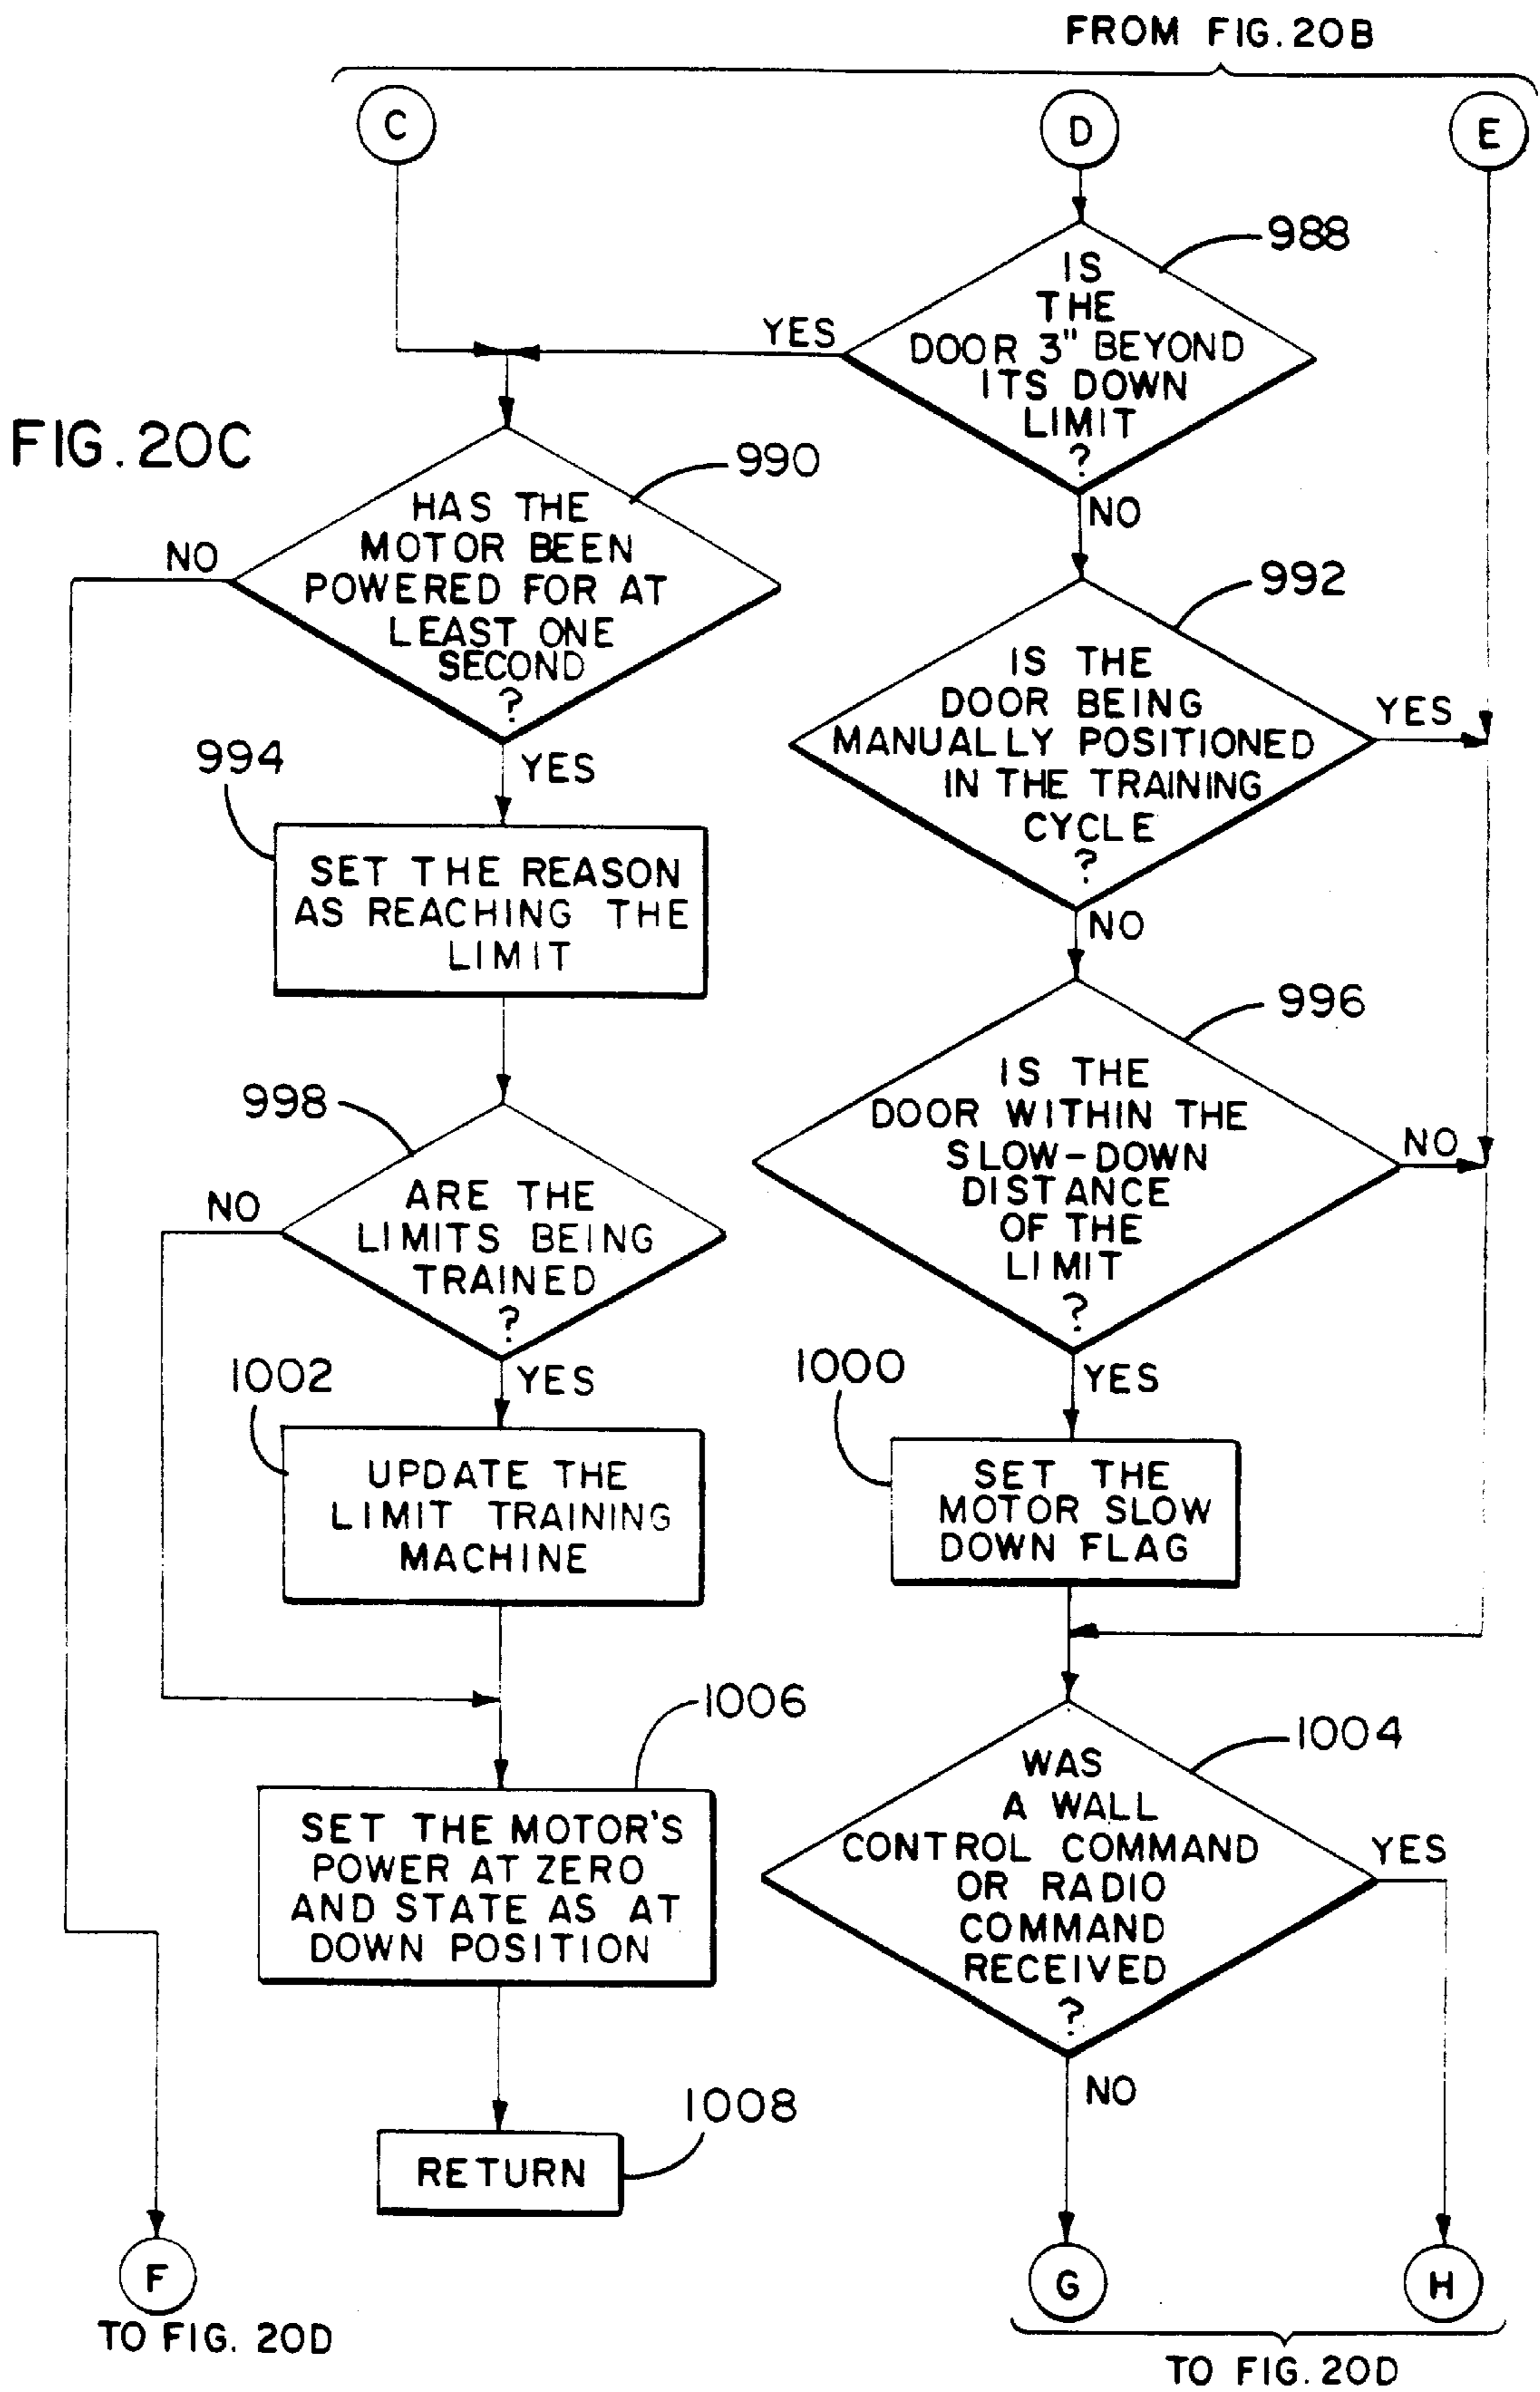 FROM FIG. 20B
C
D
E
988
IS
THE
DOOR 3" BEYOND
ITS DOWN
LIMIT
?
YES
NO
FIG. 20C
990
HAS THE
MOTOR BEEN
POWERED FOR AT
LEAST ONE
SECOND
?
NO
YES
992
IS THE
DOOR BEING
MANUALLY POSITIONED
IN THE TRAINING
CYCLE
?
YES
NO
994
SET THE REASON
AS REACHING THE
LIMIT
996
IS THE
DOOR WITHIN THE
SLOW-DOWN
DISTANCE
OF THE
LIMIT
?
NO
YES
998
ARE THE
LIMITS BEING
TRAINED
?
NO
YES
1000
SET THE
MOTOR SLOW
DOWN FLAG
1002
UPDATE THE
LIMIT TRAINING
MACHINE
1004
WAS
A WALL
CONTROL COMMAND
OR RADIO
COMMAND
RECEIVED
?
YES
NO
1006
SET THE MOTOR'S
POWER AT ZERO
AND STATE AS AT
DOWN POSITION
1008
RETURN
F
TO FIG. 20D
G
H
TO FIG. 20D